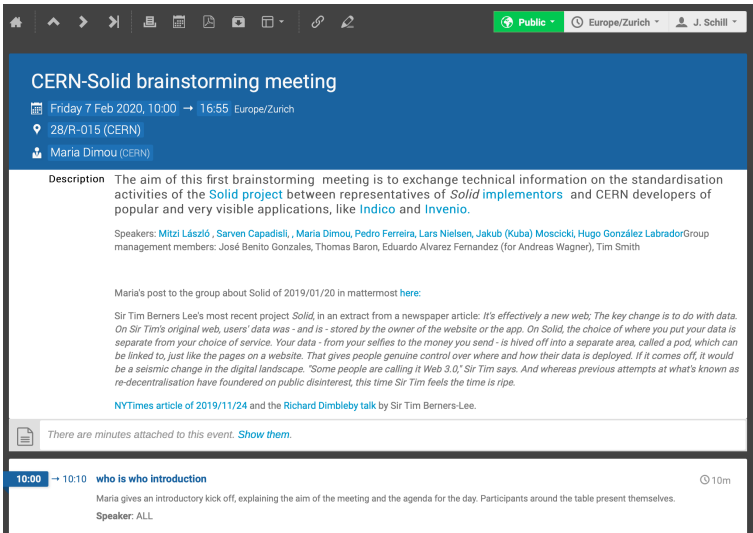 Public
Europe/Zurich
J. Schill
CERN-Solid brainstorming meeting
Friday 7 Feb 2020, 10:00 → 16:55 Europe/Zurich
28/R-015 (CERN)
Maria Dimou (CERN)
Description The aim of this first brainstorming meeting is to exchange technical information on the standardisation
activities of the Solid project between representatives of Solid implementors and CERN developers of
popular and very visible applications, like Indico and Invenio.
Speakers: Mitzi László , Sarven Capadisli, , Maria Dimou, Pedro Ferreira, Lars Nielsen, Jakub (Kuba) Moscicki, Hugo González LabradorGroup
management members: José Benito Gonzales, Thomas Baron, Eduardo Alvarez Fernandez (for Andreas Wagner), Tim Smith
Maria's post to the group about Solid of 2019/01/20 in mattermost here:
Sir Tim Berners Lee's most recent project Solid, in an extract from a newspaper article: It's effectively a new web; The key change is to do with data.
On Sir Tim's original web, users' data was - and is - stored by the owner of the website or the app. On Solid, the choice of where you put your data is
separate from your choice of service. Your data - from your selfies to the money you send - is hived off into a separate area, called a pod, which can
be linked to, just like the pages on a website. That gives people genuine control over where and how their data is deployed. If it comes off, it would
be a seismic change in the digital landscape. "Some people are calling it Web 3.0," Sir Tim says. And whereas previous attempts at what's known as
re-decentralisation have foundered on public disinterest, this time Sir Tim feels the time is ripe.
NYTimes article of 2019/11/24 and the Richard Dimbleby talk by Sir Tim Berners-Lee.
There are minutes attached to this event. Show them.
10:00 → 10:10 who is who introduction 10m
Maria gives an introductory kick off, explaining the aim of the meeting and the agenda for the day. Participants around the table present themselves.
Speaker: ALL